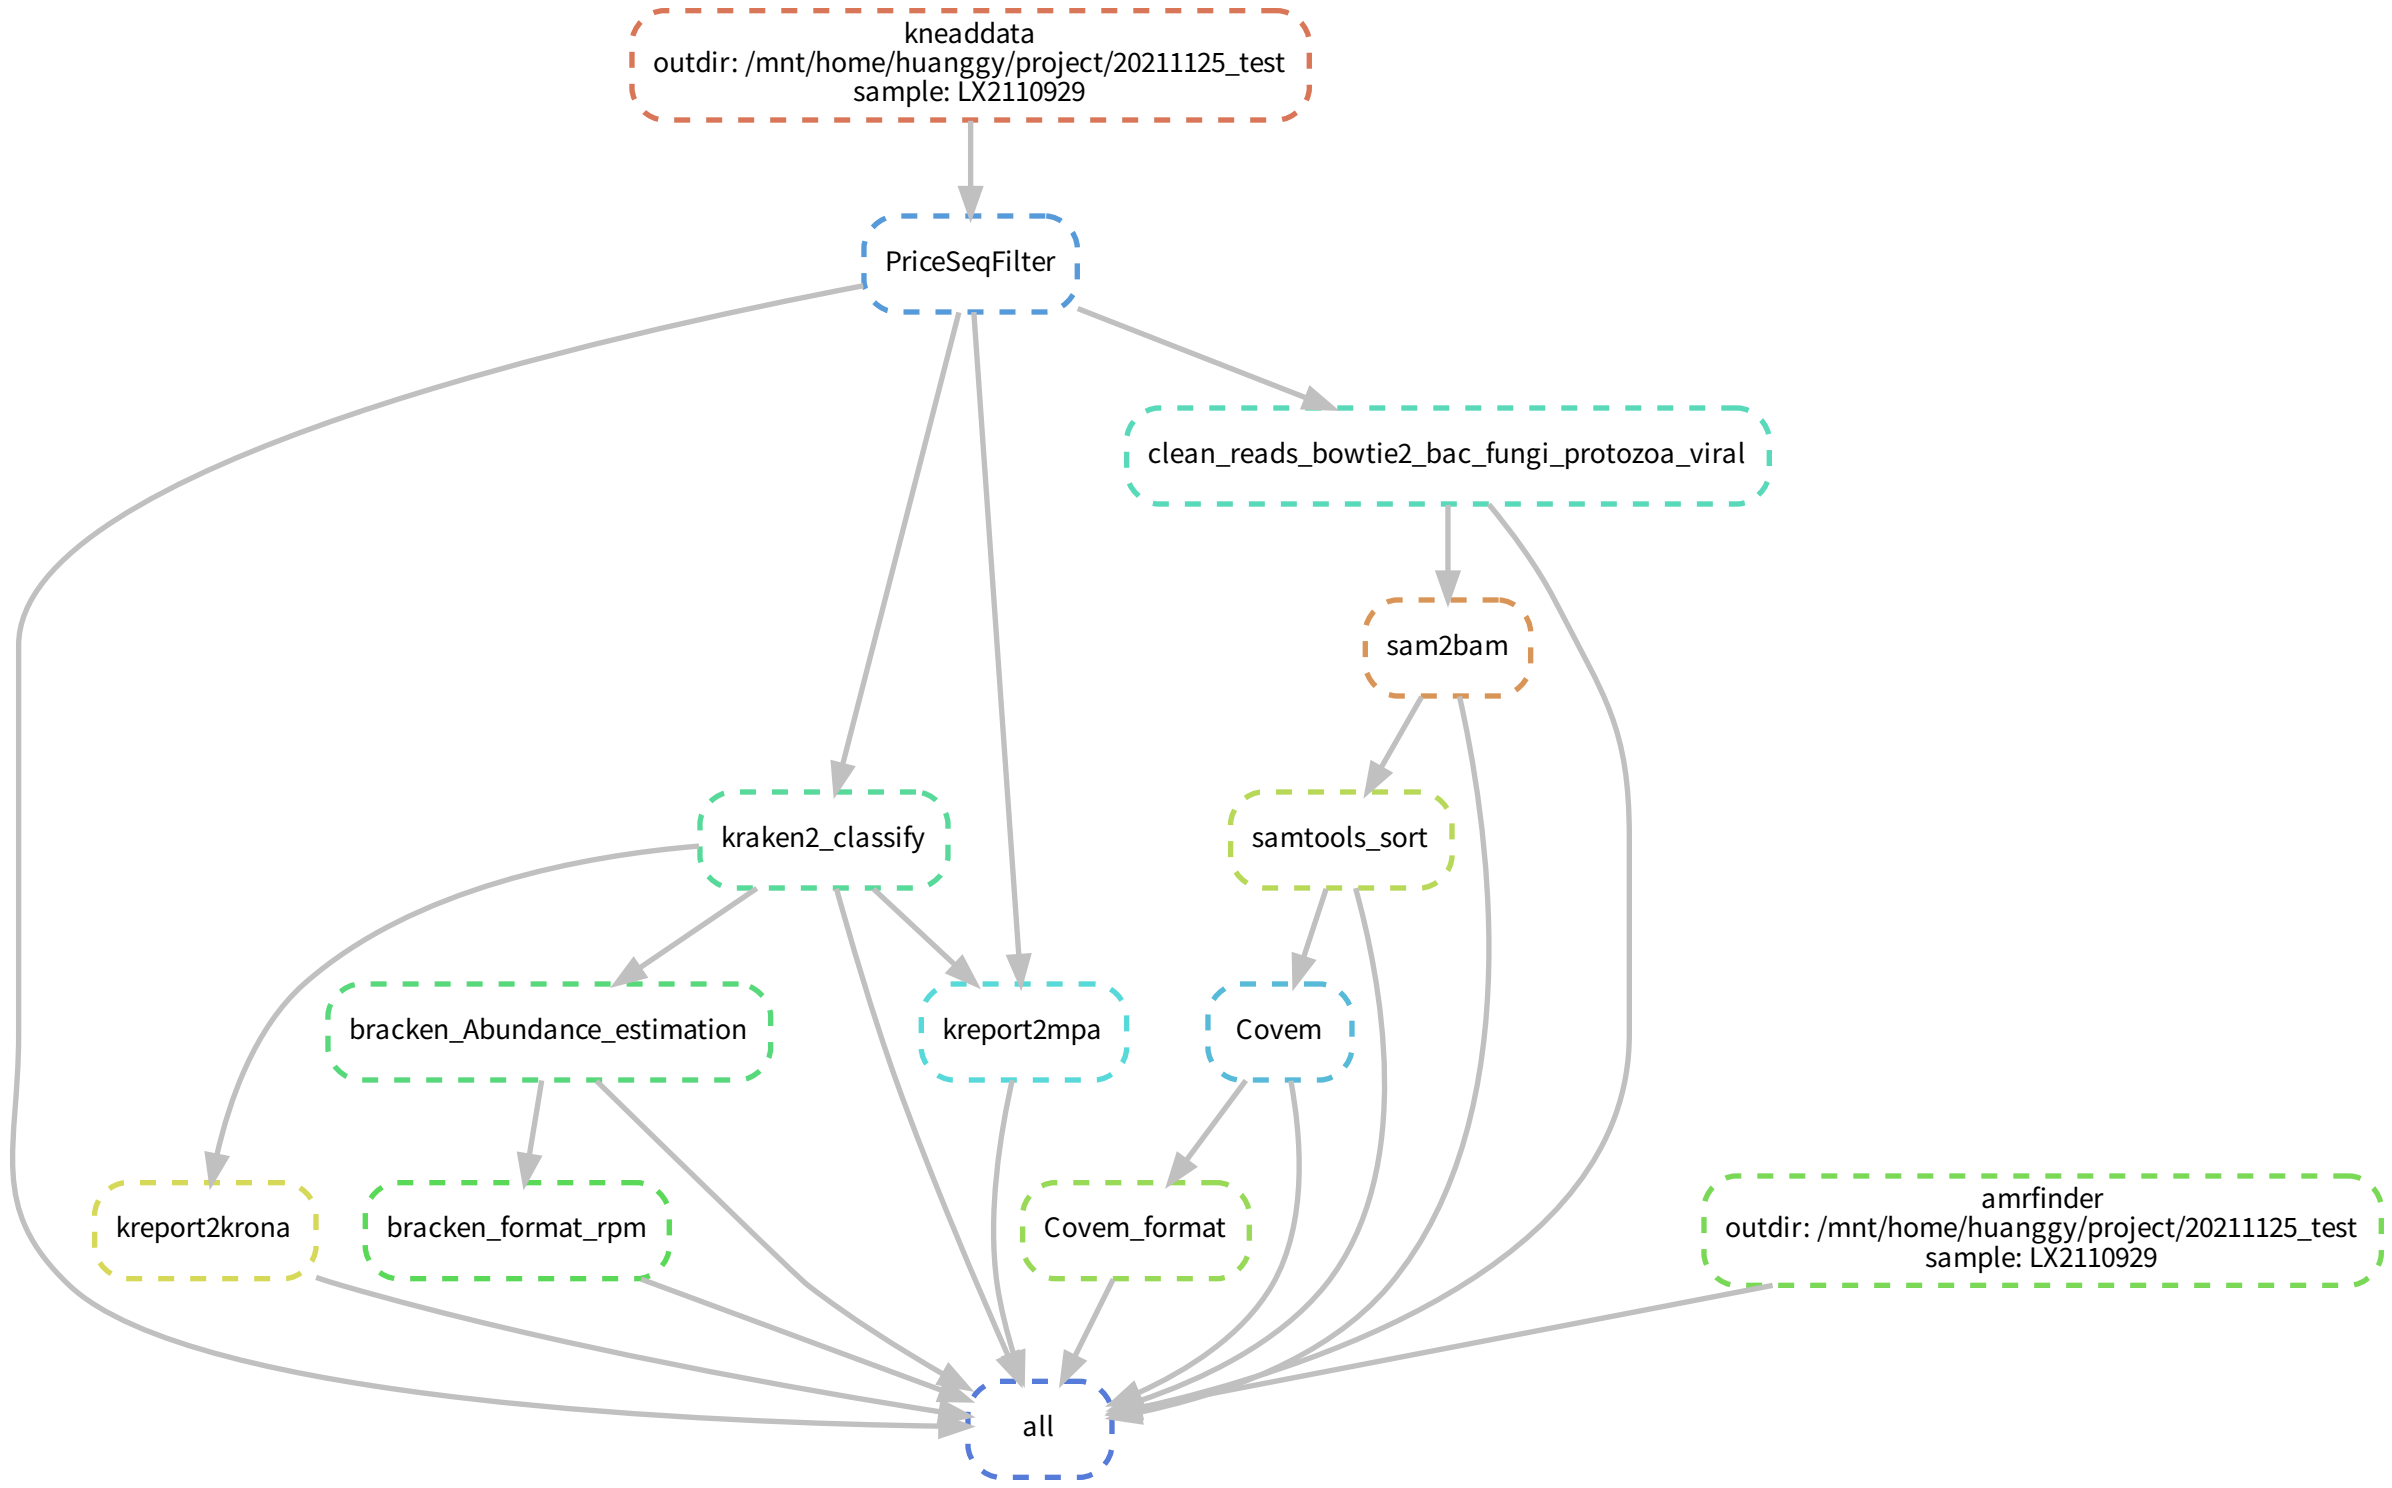 kneaddata
outdir: /mnt/home/huanggy/project/20211125_test
sample: LX2110929
PriceSeqFilter
clean_reads_bowtie2_bac_fungi_protozoa_viral
sam2bam
kraken2_classify
samtools_sort
bracken_Abundance_estimation
kreport2mpa
Covem
kreport2krona
bracken_format_rpm
Covem_format
amrfinder
outdir: /mnt/home/huanggy/project/20211125_test
sample: LX2110929
all